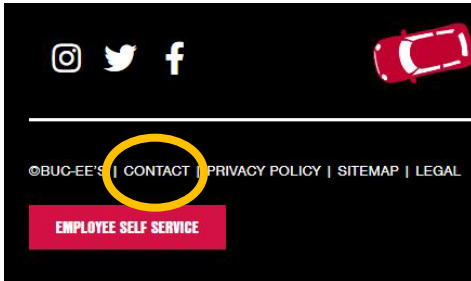 ©BUC-EE'S | CONTACT | PRIVACY POLICY | SITEMAP | LEGAL
EMPLOYEE SELF SERVICE